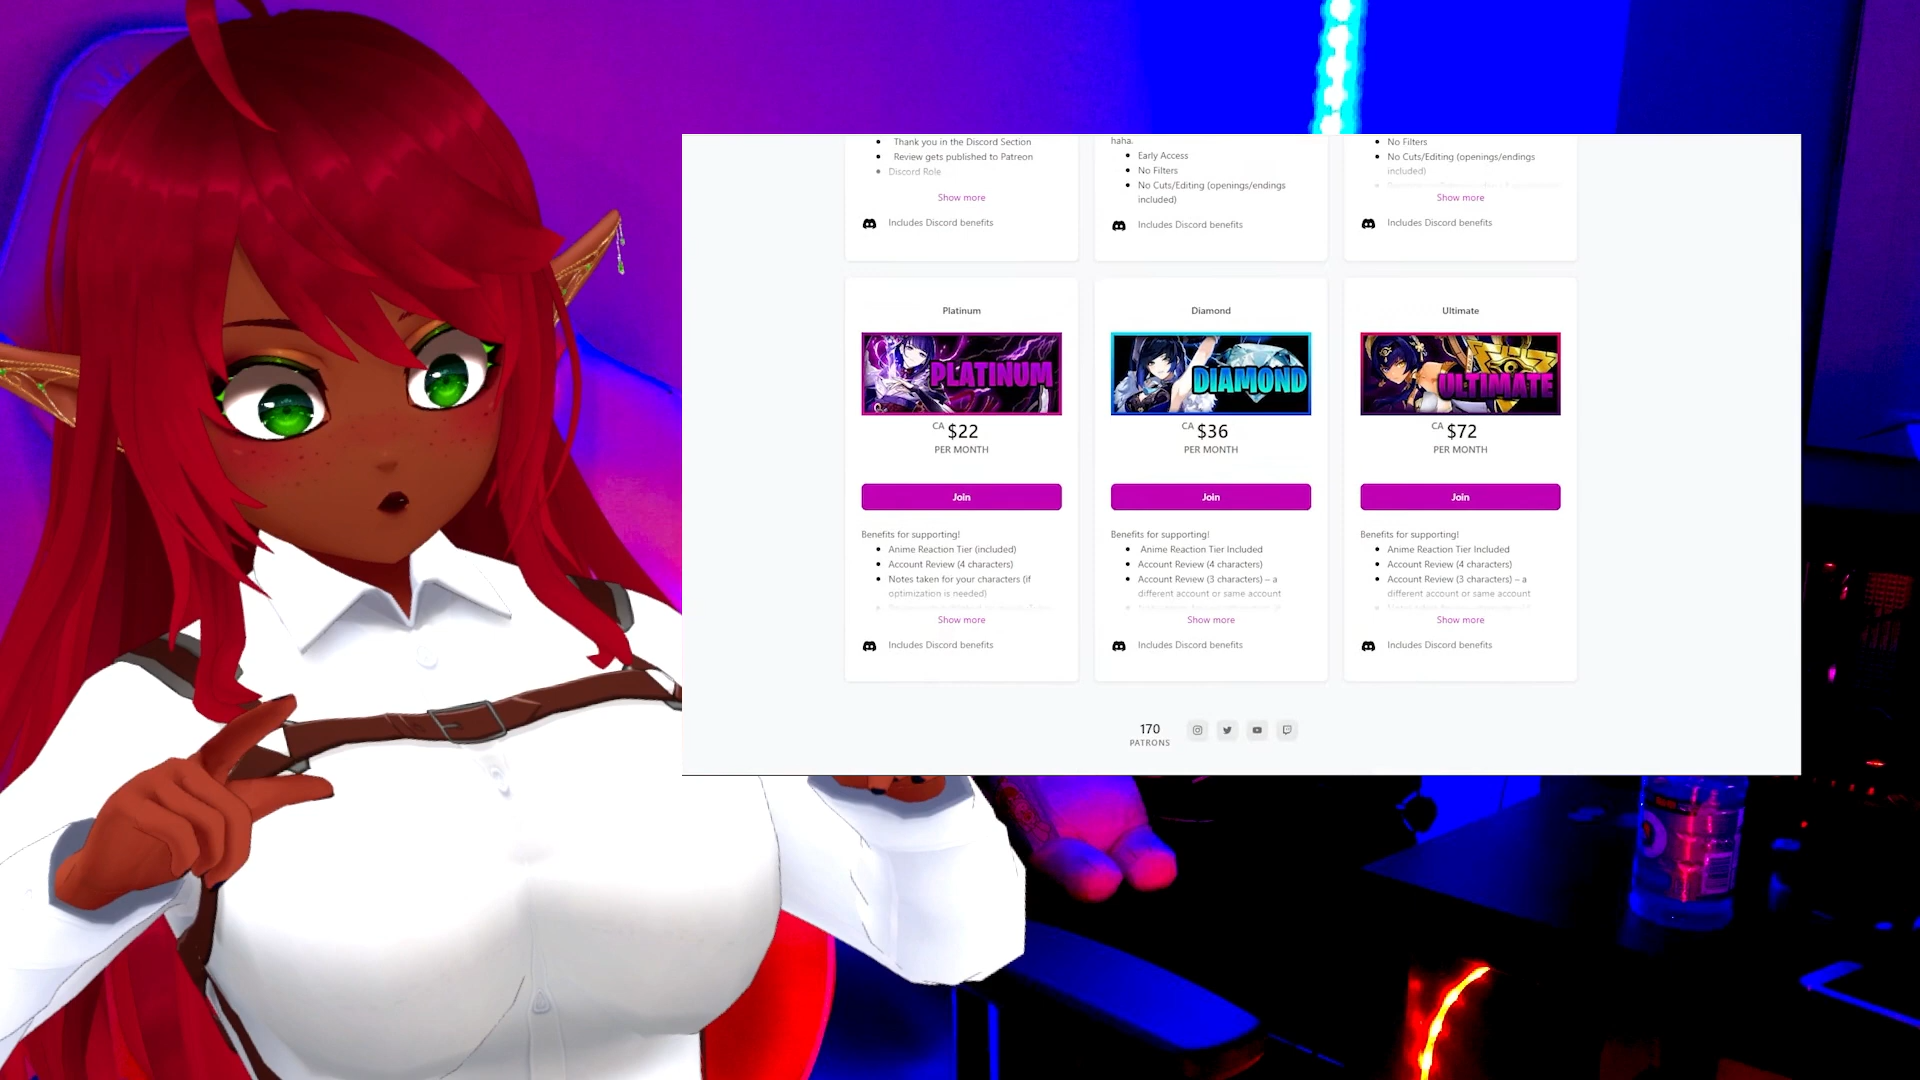 Thank you in the Discord Section
Review gets published to Patreon
Discord Role
Show more
Includes Discord benefits
haha.
Early Access
No Filters
No Cuts/Editing (openings/endings
included)
Includes Discord benefits
No Filters
No Cuts/Editing (openings/endings
included)
Show more
Includes Discord benefits
Platinum
PLATINUM
CA $22
PER MONTH
Join
Benefits for supporting!
Anime Reaction Tier (included)
Account Review (4 characters)
Notes taken for your characters (if
optimization is needed)
Show more
Includes Discord benefits
Diamond
DIAMOND
CA $36
PER MONTH
Join
Benefits for supporting!
Anime Reaction Tier Included
Account Review (4 characters)
Account Review (3 characters) – a
different account or same account
Show more
Includes Discord benefits
Ultimate
ULTIMATE
CA $72
PER MONTH
Join
Benefits for supporting!
Anime Reaction Tier Included
Account Review (4 characters)
Account Review (3 characters) – a
different account or same account
Show more
Includes Discord benefits
170
PATRONS